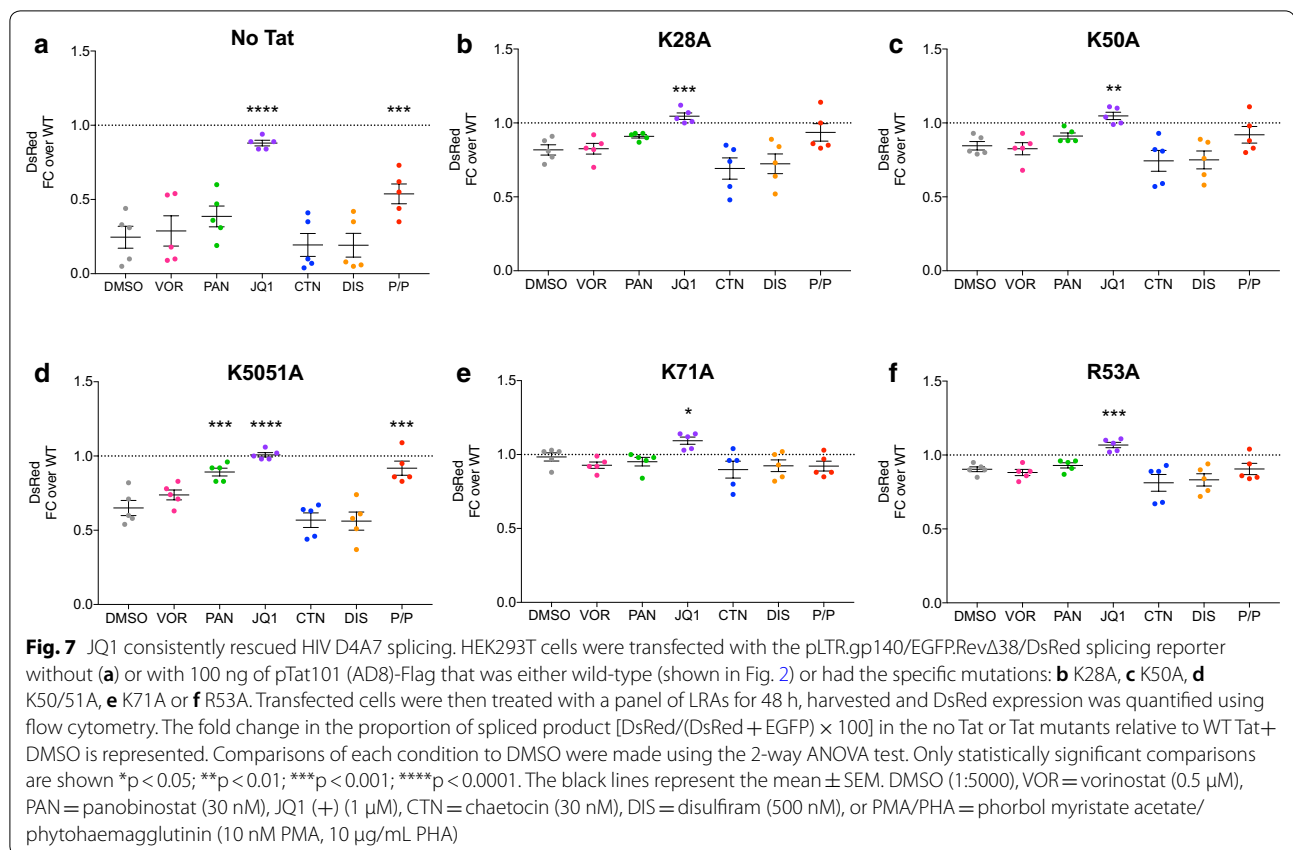 a
No Tat
1.5
1.0
0.5
0.0
DsRed
FC over WT
****
***
DMSO VOR PAN JQ1 CTN DIS P/P
b
K28A
1.5
1.0
0.5
0.0
DsRed
FC over WT
***
DMSO VOR PAN JQ1 CTN DIS P/P
c
K50A
1.5
1.0
0.5
0.0
DsRed
FC over WT
**
DMSO VOR PAN JQ1 CTN DIS P/P
d
K5051A
1.5
1.0
0.5
0.0
DsRed
FC over WT
*** **** ***
DMSO VOR PAN JQ1 CTN DIS P/P
e
K71A
1.5
1.0
0.5
0.0
DsRed
FC over WT
*
DMSO VOR PAN JQ1 CTN DIS P/P
f
R53A
1.5
1.0
0.5
0.0
DsRed
FC over WT
***
DMSO VOR PAN JQ1 CTN DIS P/P
Fig. 7 JQ1 consistently rescued HIV D4A7 splicing. HEK293T cells were transfected with the pLTR.gp140/EGFP.RevΔ38/DsRed splicing reporter
without (a) or with 100 ng of pTat101 (AD8)-Flag that was either wild-type (shown in Fig. 2) or had the specific mutations: b K28A, c K50A, d
K50/51A, e K71A or f R53A. Transfected cells were then treated with a panel of LRAs for 48 h, harvested and DsRed expression was quantified using
flow cytometry. The fold change in the proportion of spliced product [DsRed/(DsRed + EGFP) × 100] in the no Tat or Tat mutants relative to WT Tat+
DMSO is represented. Comparisons of each condition to DMSO were made using the 2-way ANOVA test. Only statistically significant comparisons
are shown *p < 0.05; **p < 0.01; ***p < 0.001; ****p < 0.0001. The black lines represent the mean ± SEM. DMSO (1:5000), VOR = vorinostat (0.5 μM),
PAN = panobinostat (30 nM), JQ1 (+) (1 μM), CTN = chaetocin (30 nM), DIS = disulfiram (500 nM), or PMA/PHA = phorbol myristate acetate/
phytohaemagglutinin (10 nM PMA, 10 μg/mL PHA)